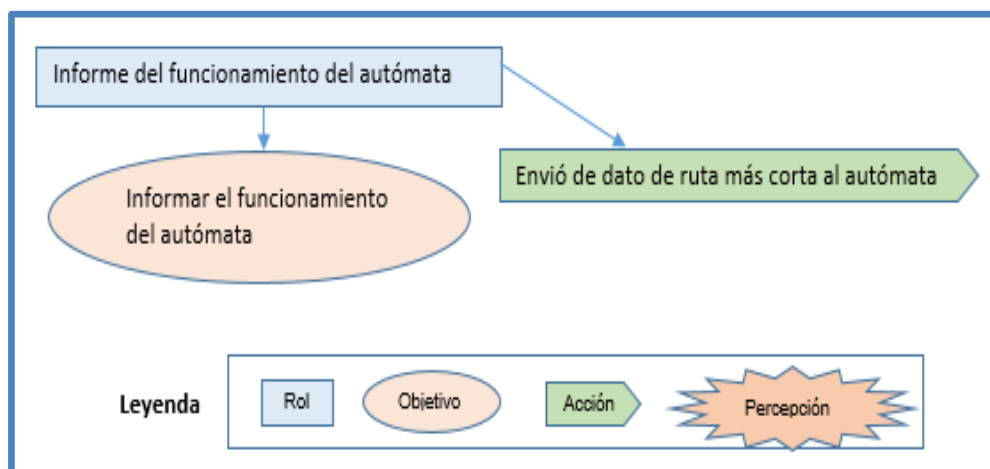 Informe del funcionamiento del autómata
Envió de dato de ruta más corta al autómata
Informar el funcionamiento
del autómata
Leyenda
Rol
Objetivo
Acción
Percepción